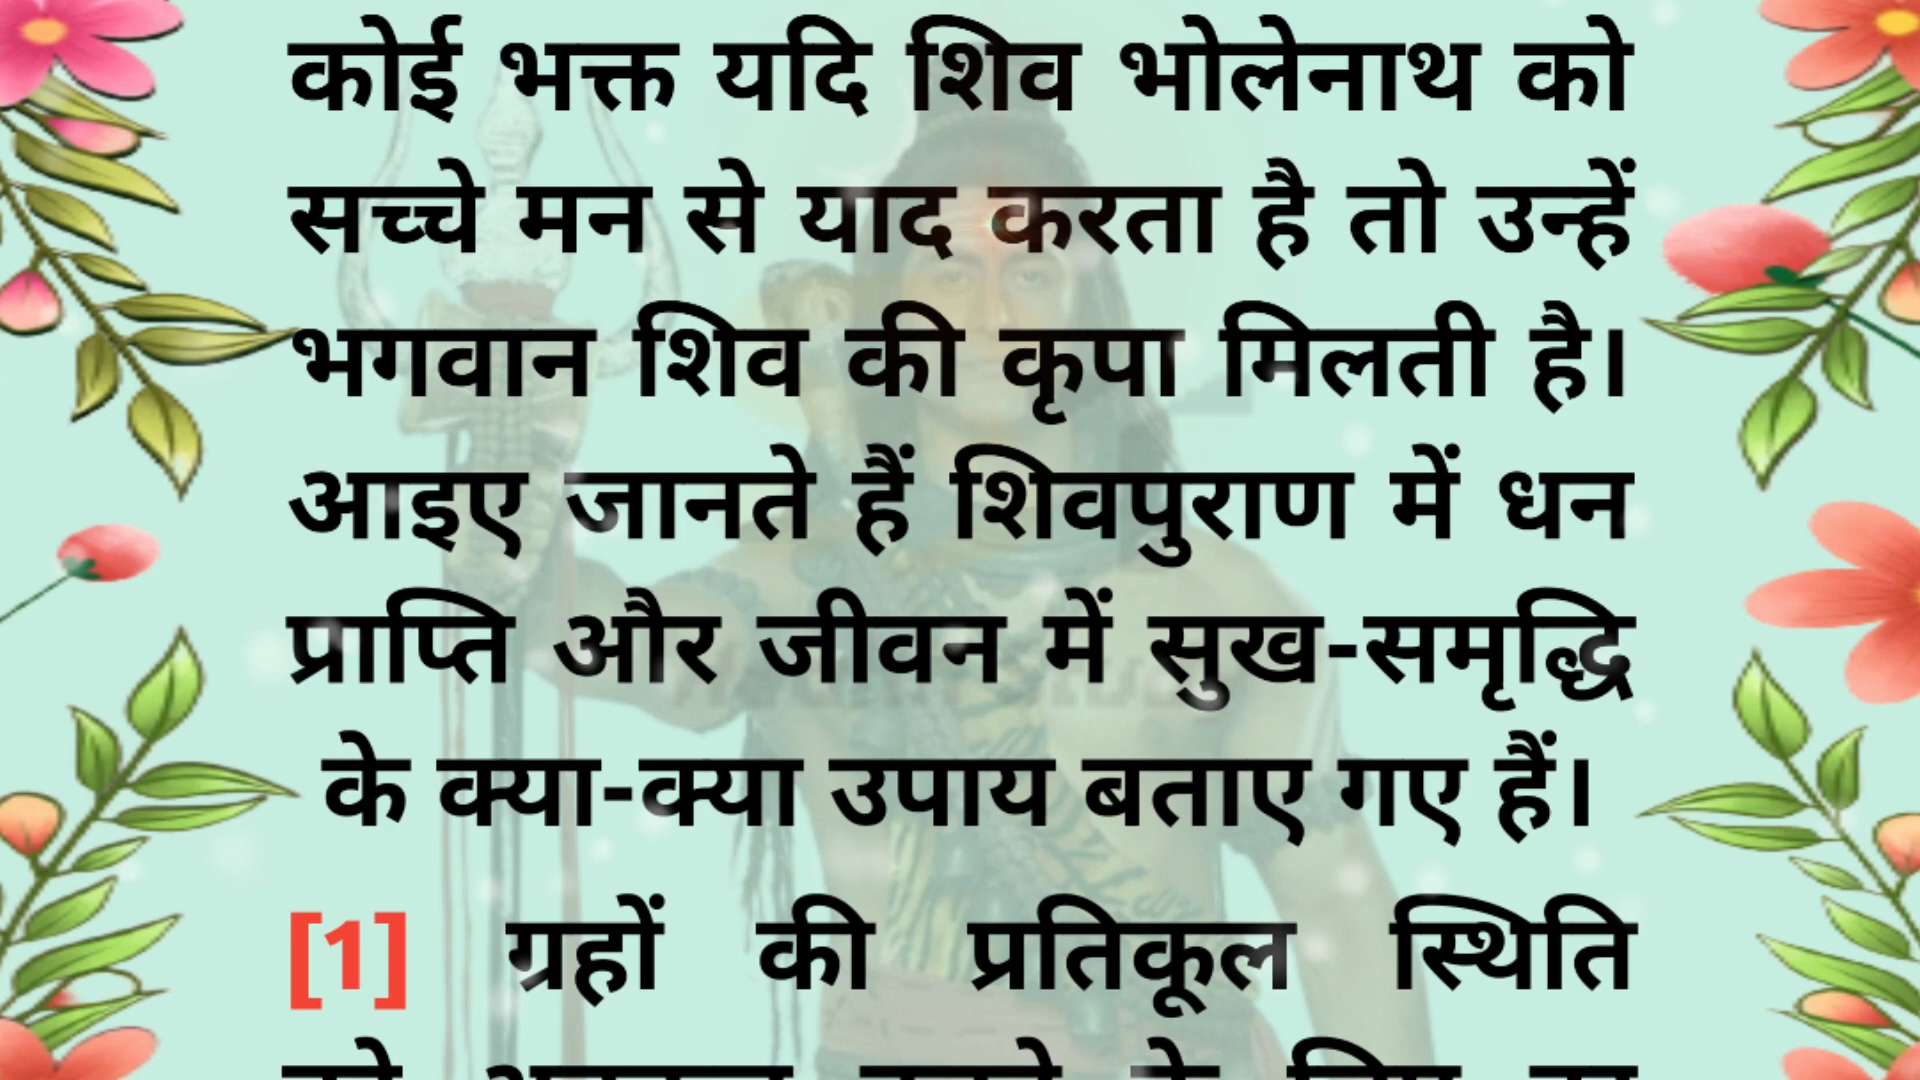 कोई भक्त यदि शिव भोलेनाथ को
सच्चे मन से याद करता है तो उन्हें
भगवान शिव की कृपा मिलती है।
आइए जानते हैं शिवपुराण में धन
प्राप्ति और जीवन में सुख-समृद्धि
के क्या-क्या उपाय बताए गए हैं।
[1] ग्रहों की प्रतिकूल स्थिति